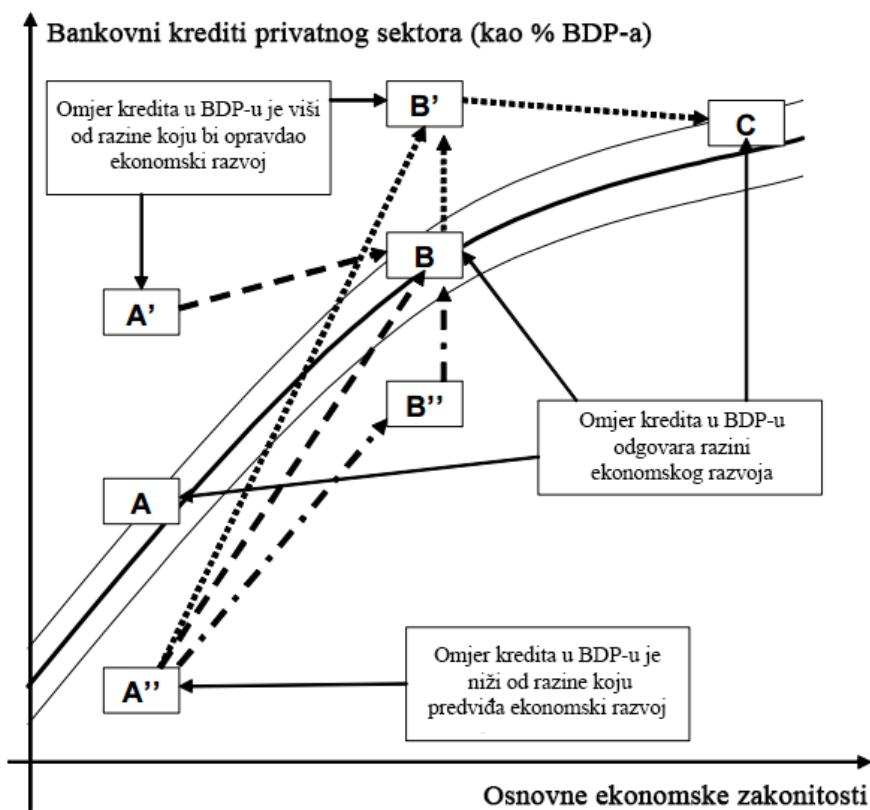 Bankovni krediti privatnog sektora (kao % BDP-a)
Omjer kredita u BDP-u je viši
od razine koju bi opravdao
ekonomski razvoj
B’
C
B
A’
B’’
Omjer kredita u BDP-u
odgovara razini
ekonomskog razvoja
A
Omjer kredita u BDP-u je
niži od razine koju
predviđa ekonomski razvoj
A’’
Osnovne ekonomske zakonitosti